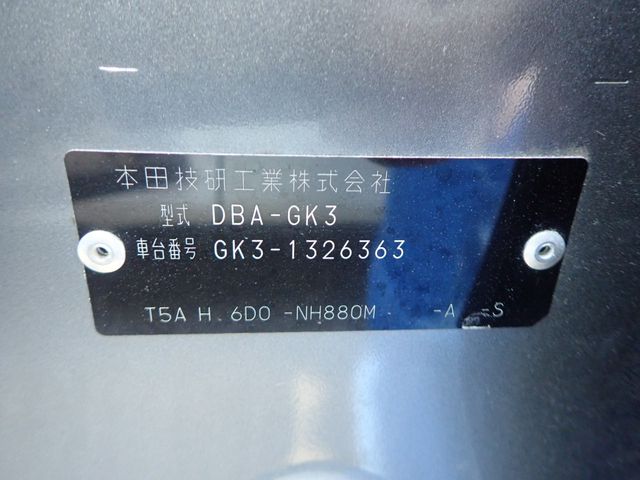 本田技研工業株式会社
型式 DBA-GK3
車台番号 GK3-1326363
T5A H. 6D0 -NH880M -A -S